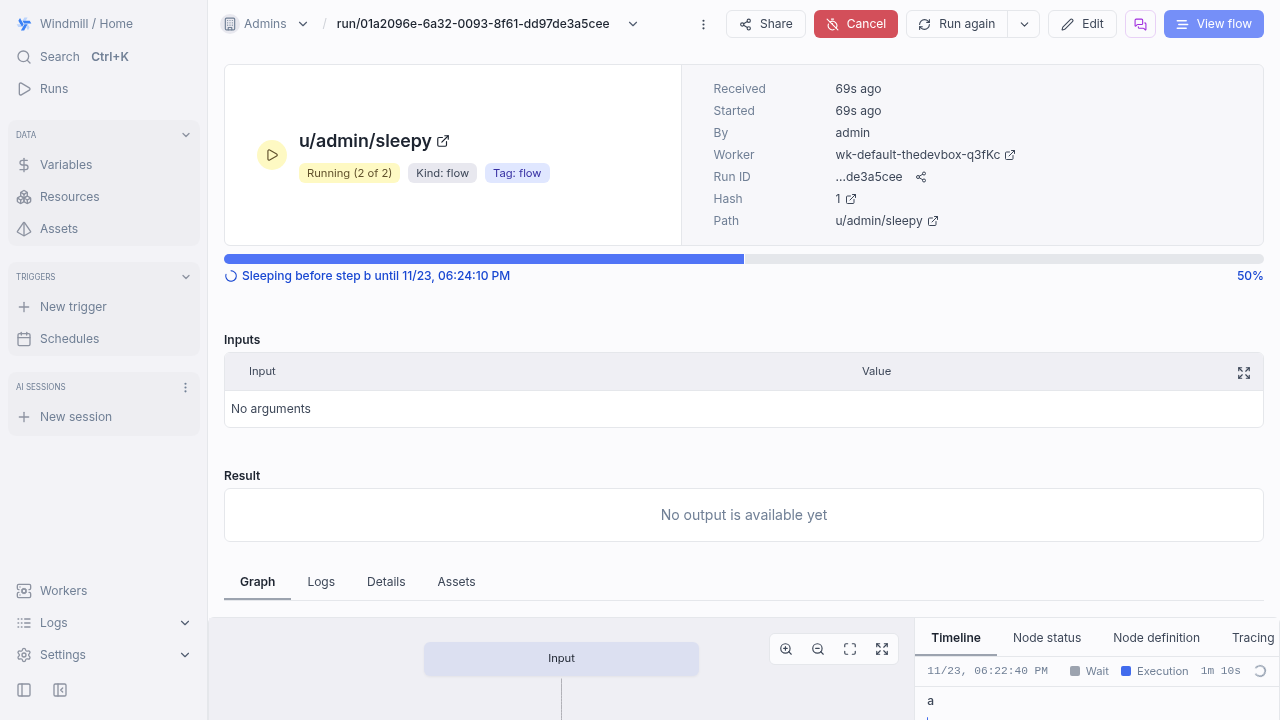 Windmill / Home
Search Ctrl+K
Runs
DATA
Variables
Resources
Assets
TRIGGERS
New trigger
Schedules
AI SESSIONS
New session
Workers
Logs
Settings
Admins / run/01a2096e-6a32-0093-8f61-dd97de3a5cee
Share
Cancel
Run again
Edit
View flow
u/admin/sleepy
Running (2 of 2) Kind: flow Tag: flow
Received 69s ago
Started 69s ago
By admin
Worker wk-default-thedevbox-q3fKc
Run ID ...de3a5cee
Hash 1
Path u/admin/sleepy
Sleeping before step b until 11/23, 06:24:10 PM 50%
Inputs
Input Value
No arguments
Result
No output is available yet
Graph Logs Details Assets
Input
Timeline Node status Node definition Tracing
11/23, 06:22:40 PM Wait Execution 1m 10s
a